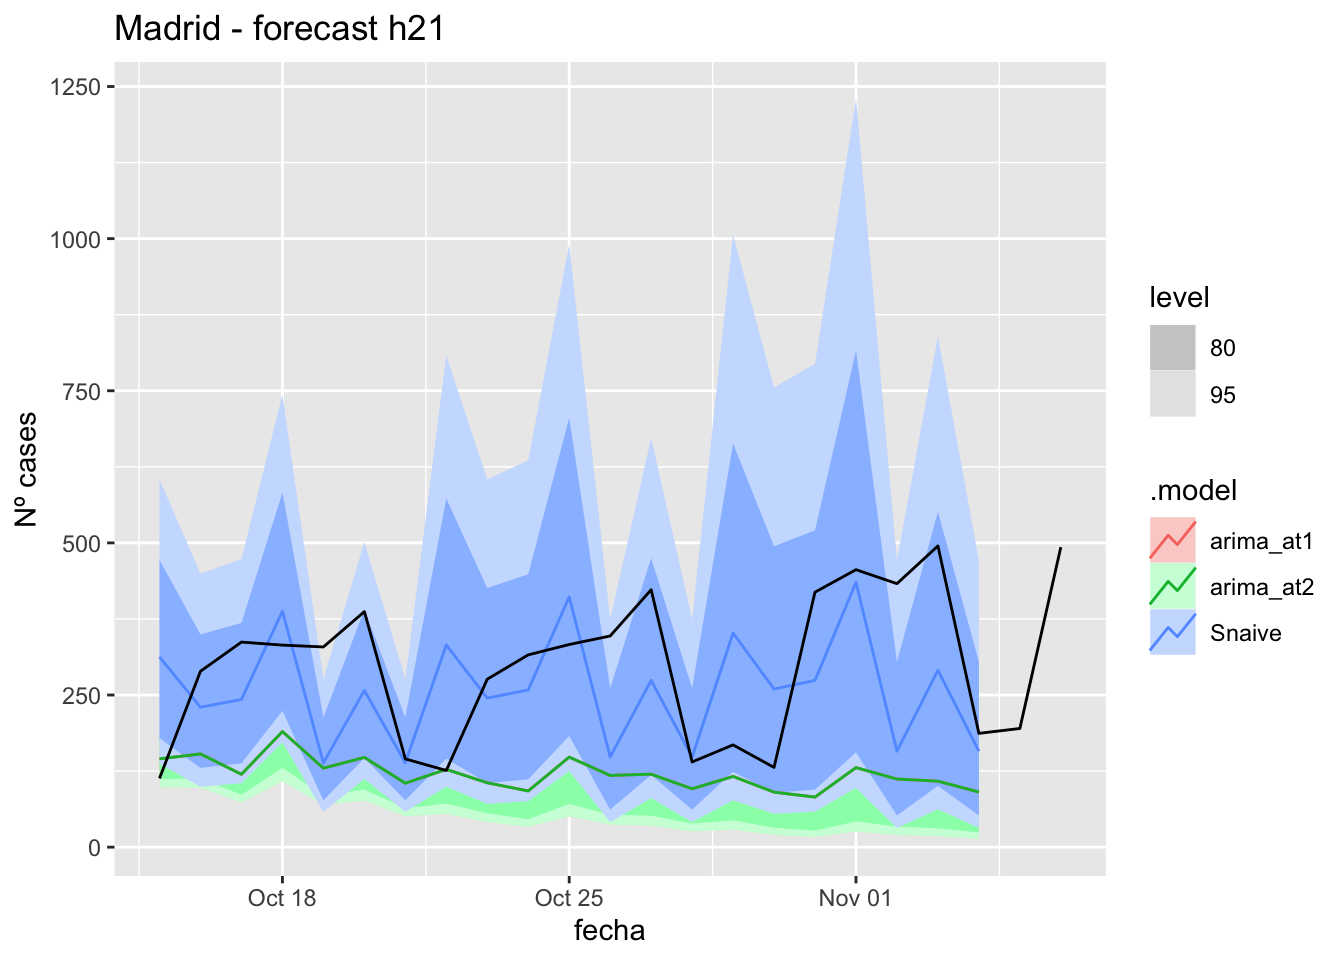 Madrid - forecast h21
1250
1000
750
500
250
0
Nº cases
Oct 18
Oct 25
Nov 01
fecha
level
80
95
.model
arima_at1
arima_at2
Snaive